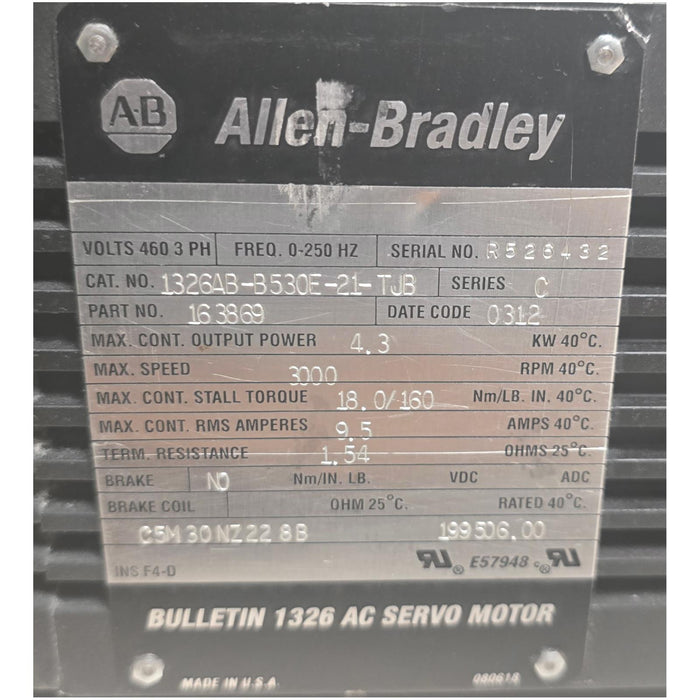 A-B Allen-Bradley
VOLTS 460 3 PH FREQ. 0-250 HZ SERIAL NO. R526432
CAT. NO. 1326AB-B530E-21-TJB SERIES C
PART NO. 163869 DATE CODE 0312
MAX. CONT. OUTPUT POWER 4.3 KW 40°C.
MAX. SPEED 3000 RPM 40°C.
MAX. CONT. STALL TORQUE 18.0/160 Nm/LB. IN. 40°C.
MAX. CONT. RMS AMPERES 9.5 AMPS 40°C.
TERM. RESISTANCE 1.54 OHMS 25°C.
BRAKE NO Nm/IN. LB. VDC ADC
BRAKE COIL OHM 25°C. RATED 40°C.
C5M30NZ228B 199506.00
INS F4-D RU ® E57948 c RU ®
BULLETIN 1326 AC SERVO MOTOR
MADE IN U.S.A. 080618